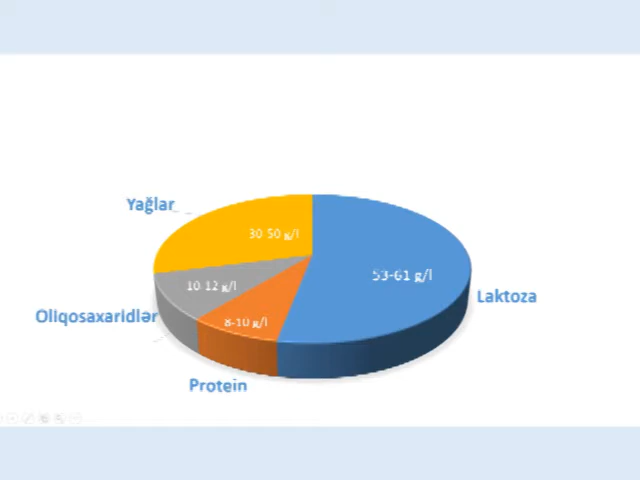 Yağlar
30-50 g/l
53-61 g/l
10-12 g/l
Laktoza
Oliqosaxaridlər
8-10 g/l
Protein